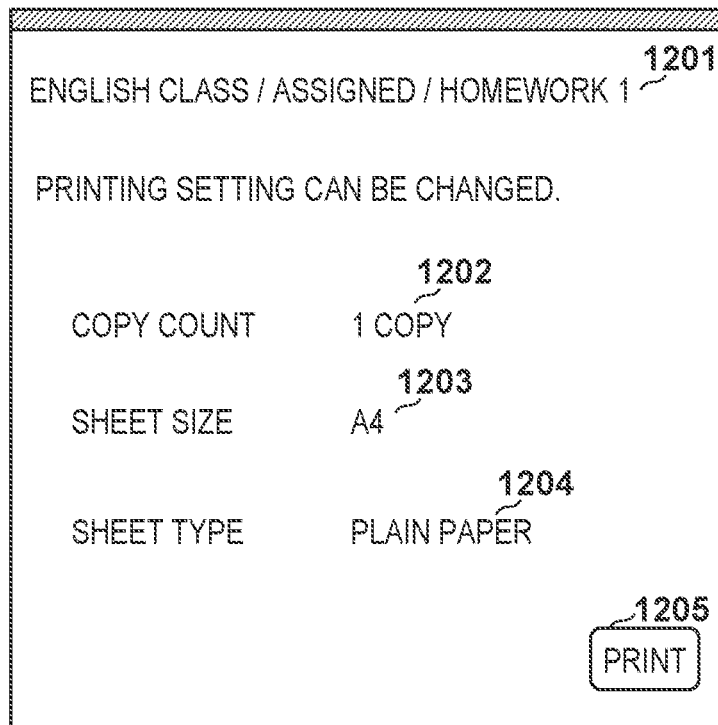 1201
ENGLISH CLASS / ASSIGNED / HOMEWORK 1
PRINTING SETTING CAN BE CHANGED.
1202
COPY COUNT 1 COPY
1203
SHEET SIZE A4
1204
SHEET TYPE PLAIN PAPER
1205
PRINT